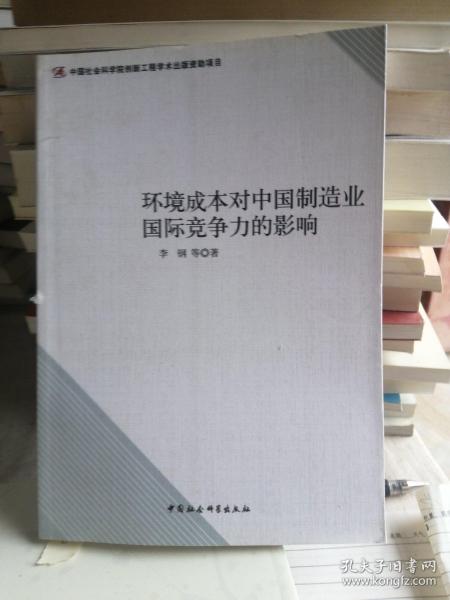 中国社会科学院创新工程学术出版资助项目
环境成本对中国制造业
国际竞争力的影响
李 钢 等◆著
中国社会科学出版社
孔夫子旧书网
www.kongfz.com